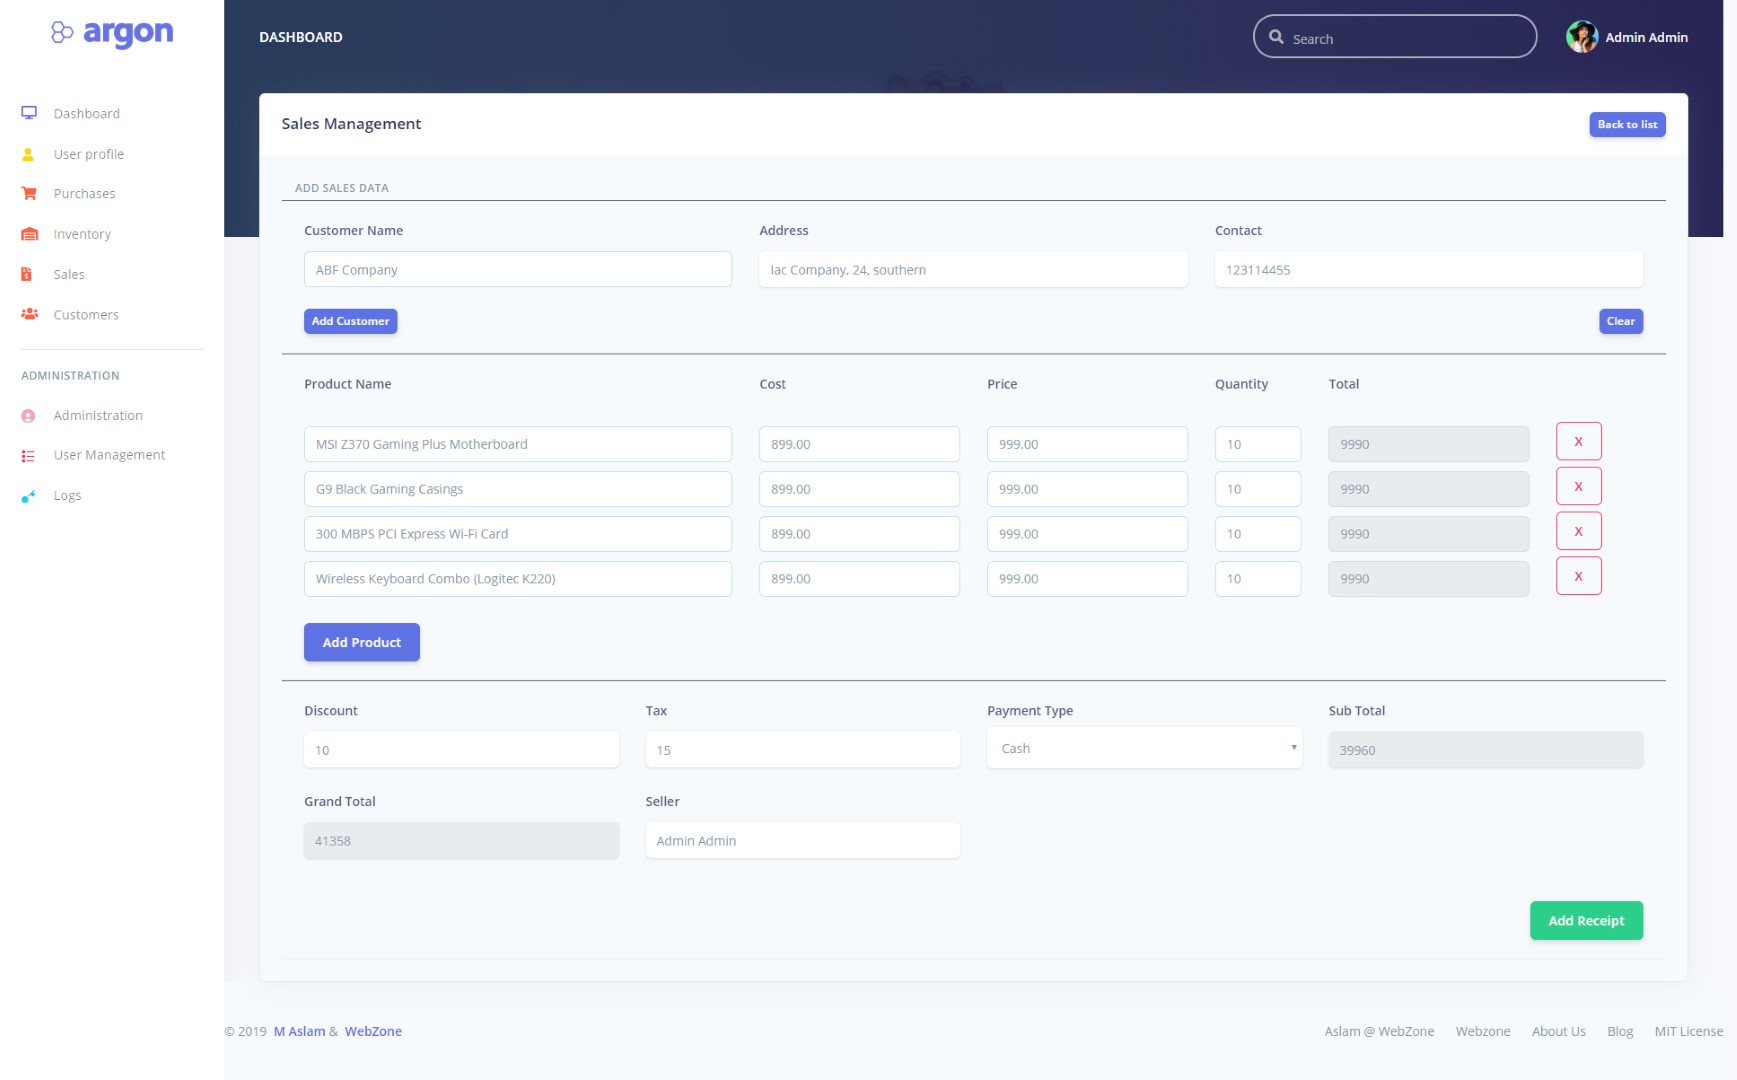 argon
DASHBOARD
Search
Admin Admin
Dashboard
User profile
Purchases
Inventory
Sales
Customers
ADMINISTRATION
Administration
User Management
Logs
Sales Management
Back to list
ADD SALES DATA
Customer Name Address Contact
ABF Company Iac Company, 24, southern 123114455
Add Customer Clear
Product Name Cost Price Quantity Total
MSI Z370 Gaming Plus Motherboard 899.00 999.00 10 9990 X
G9 Black Gaming Casings 899.00 999.00 10 9990 X
300 MBPS PCI Express Wi-Fi Card 899.00 999.00 10 9990 X
Wireless Keyboard Combo (Logitec K220) 899.00 999.00 10 9990 X
Add Product
Discount Tax Payment Type Sub Total
10 15 Cash 39960
Grand Total Seller
41358 Admin Admin
Add Receipt
© 2019 M Aslam & WebZone
Aslam @ WebZone Webzone About Us Blog MIT License